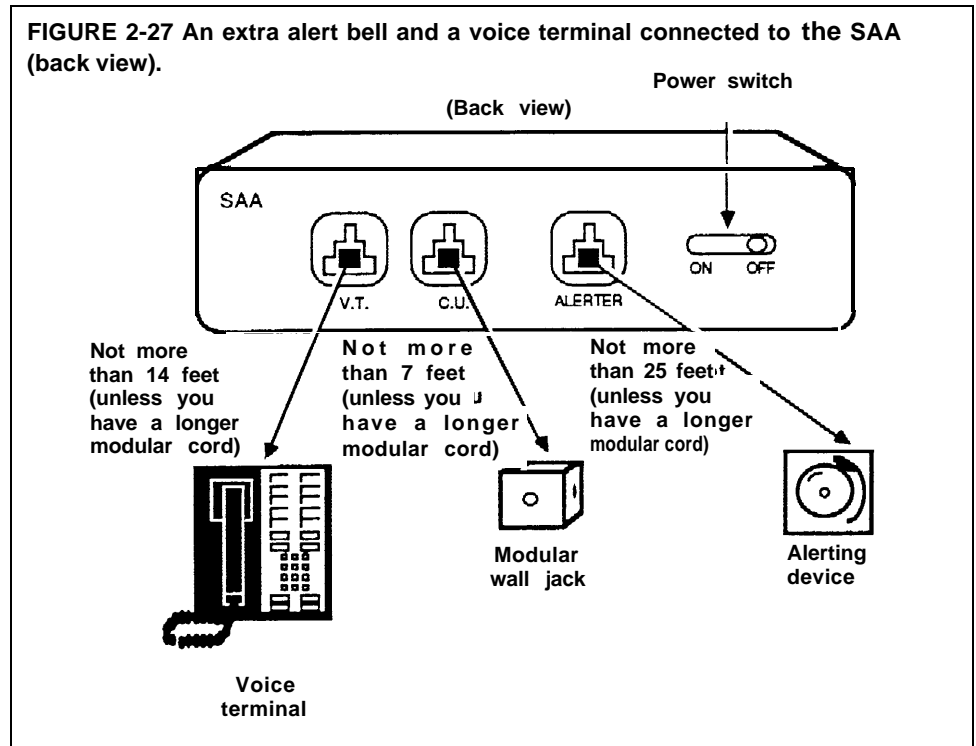 FIGURE 2-27 An extra alert bell and a voice terminal connected to the SAA
(back view).
Power switch
(Back view)
SAA
ON OFF
V.T. C.U. ALERTER
Not more
than 14 feet
(unless you
have a longer
modular cord)
Not more
than 7 feet
(unless you
have a longer
modular cord)
Not more
than 25 feet
(unless you
have a longer
modular cord)
Voice
terminal
Modular
wall jack
Alerting
device